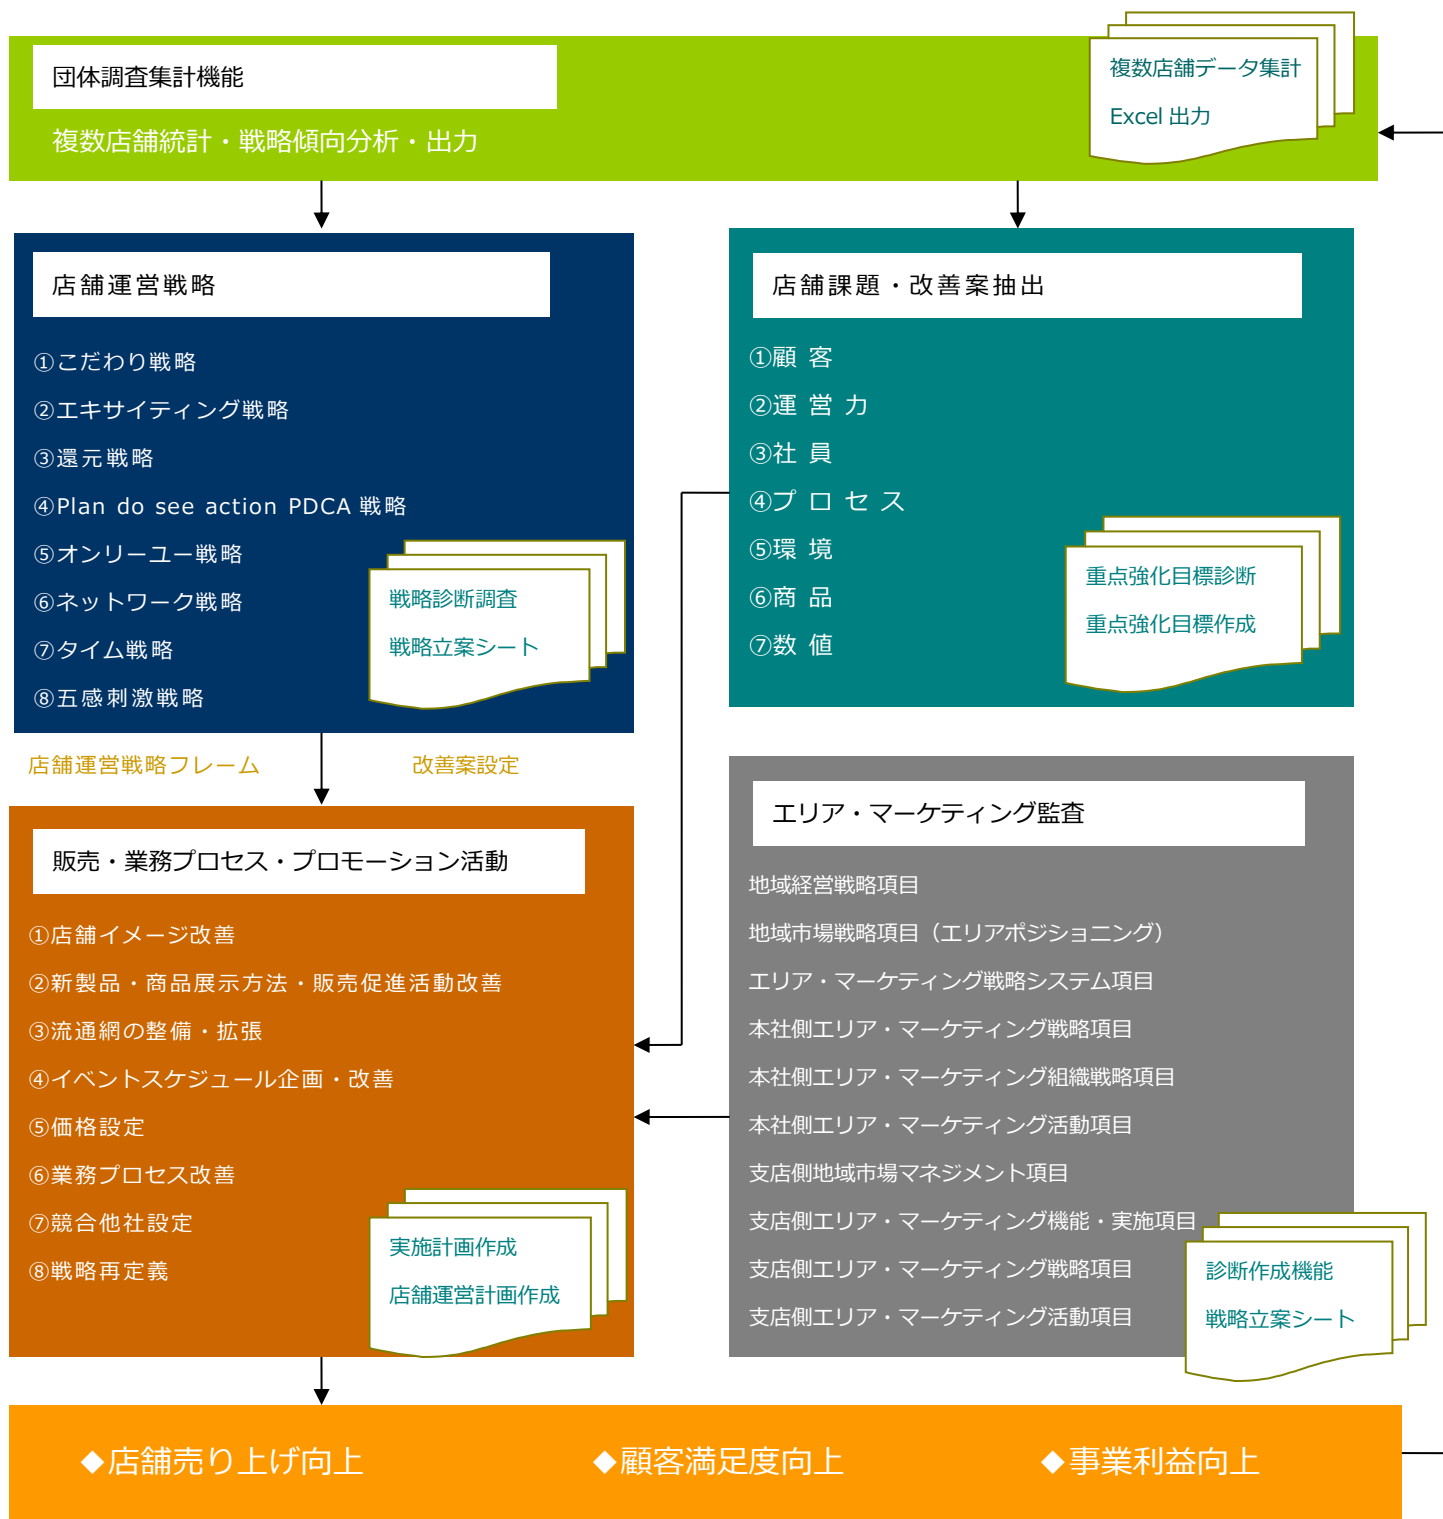 団体調査集計機能
複数店舗統計・戦略傾向分析・出力
複数店舗データ集計
Excel 出力
店舗運営戦略
①こだわり戦略
②エキサイティング戦略
③還元戦略
④Plan do see action PDCA 戦略
⑤オンリーユー戦略
⑥ネットワーク戦略
⑦タイム戦略
⑧五感刺激戦略
戦略診断調査
戦略立案シート
店舗課題・改善案抽出
①顧 客
②運 営 力
③社 員
④プ ロ セ ス
⑤環 境
⑥商 品
⑦数 値
重点強化目標診断
重点強化目標作成
店舗運営戦略フレーム
改善案設定
販売・業務プロセス・プロモーション活動
①店舗イメージ改善
②新製品・商品展示方法・販売促進活動改善
③流通網の整備・拡張
④イベントスケジュール企画・改善
⑤価格設定
⑥業務プロセス改善
⑦競合他社設定
⑧戦略再定義
実施計画作成
店舗運営計画作成
エリア・マーケティング監査
地域経営戦略項目
地域市場戦略項目（エリアポジショニング）
エリア・マーケティング戦略システム項目
本社側エリア・マーケティング戦略項目
本社側エリア・マーケティング組織戦略項目
本社側エリア・マーケティング活動項目
支店側地域市場マネジメント項目
支店側エリア・マーケティング機能・実施項目
支店側エリア・マーケティング戦略項目
支店側エリア・マーケティング活動項目
診断作成機能
戦略立案シート
◆店舗売り上げ向上
◆顧客満足度向上
◆事業利益向上